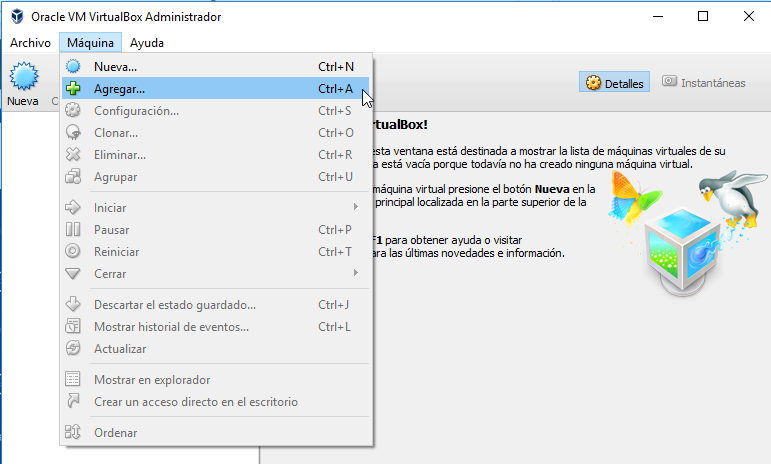 Oracle VM VirtualBox Administrador
Archivo Máquina Ayuda
Nueva... Ctrl+N
Agregar... Ctrl+A
Configuración... Ctrl+S
Clonar... Ctrl+O
Eliminar... Ctrl+R
Agrupar Ctrl+U
Iniciar
Pausar Ctrl+P
Reiniciar Ctrl+T
Cerrar
Descartar el estado guardado... Ctrl+J
Mostrar historial de eventos... Ctrl+L
Actualizar
Mostrar en explorador
Crear un acceso directo en el escritorio
Ordenar
Nueva C
Detalles Instantáneas
rtualBox!
esta ventana está destinada a mostrar la lista de máquinas virtuales de su
a está vacía porque todavía no ha creado ninguna máquina virtual.
máquina virtual presione el botón Nueva en la
principal localizada en la parte superior de la
F1 para obtener ayuda o visitar
ara las últimas novedades e información.